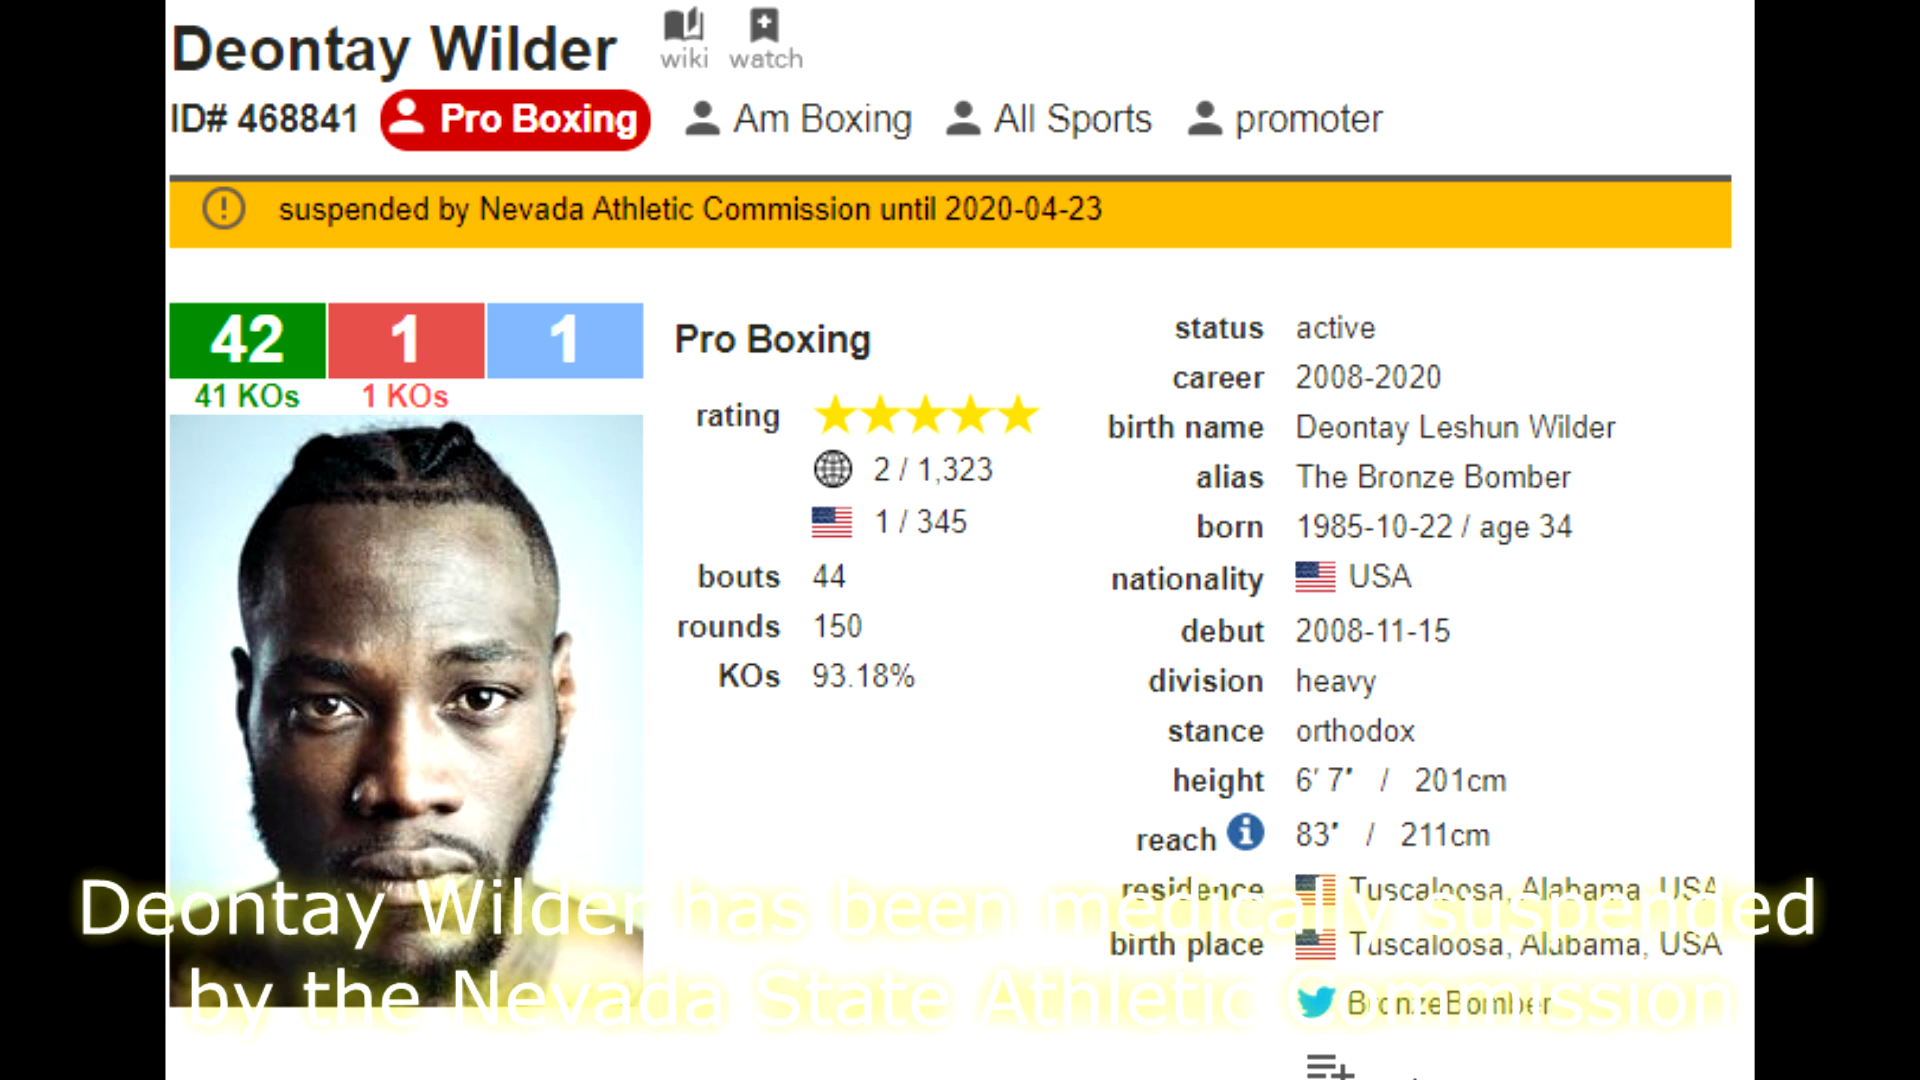 Deontay Wilder
wiki watch
ID# 468841 Pro Boxing Am Boxing All Sports promoter
suspended by Nevada Athletic Commission until 2020-04-23
42 1 1
41 KOs 1 KOs
Pro Boxing
rating
2 / 1,323
1 / 345
bouts 44
rounds 150
KOs 93.18%
status active
career 2008-2020
birth name Deontay Leshun Wilder
alias The Bronze Bomber
born 1985-10-22 / age 34
nationality USA
debut 2008-11-15
division heavy
stance orthodox
height 6′ 7″ / 201cm
reach 83″ / 211cm
residence Tuscaloosa, Alabama, USA
birth place Tuscaloosa, Alabama, USA
BronzeBomber
Deontay Wilder has been medically suspended
by the Nevada State Athletic Commission